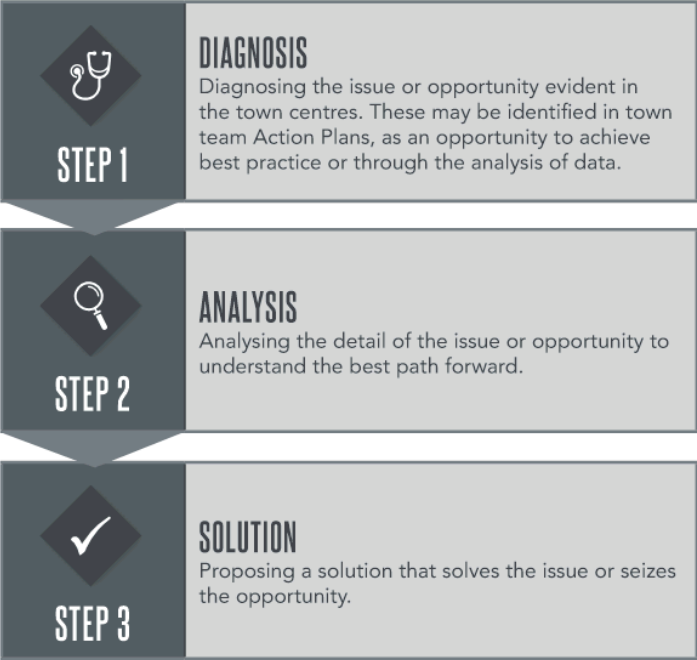 STEP 1
DIAGNOSIS
Diagnosing the issue or opportunity evident in
the town centres. These may be identified in town
team Action Plans, as an opportunity to achieve
best practice or through the analysis of data.
STEP 2
ANALYSIS
Analysing the detail of the issue or opportunity to
understand the best path forward.
STEP 3
SOLUTION
Proposing a solution that solves the issue or seizes
the opportunity.